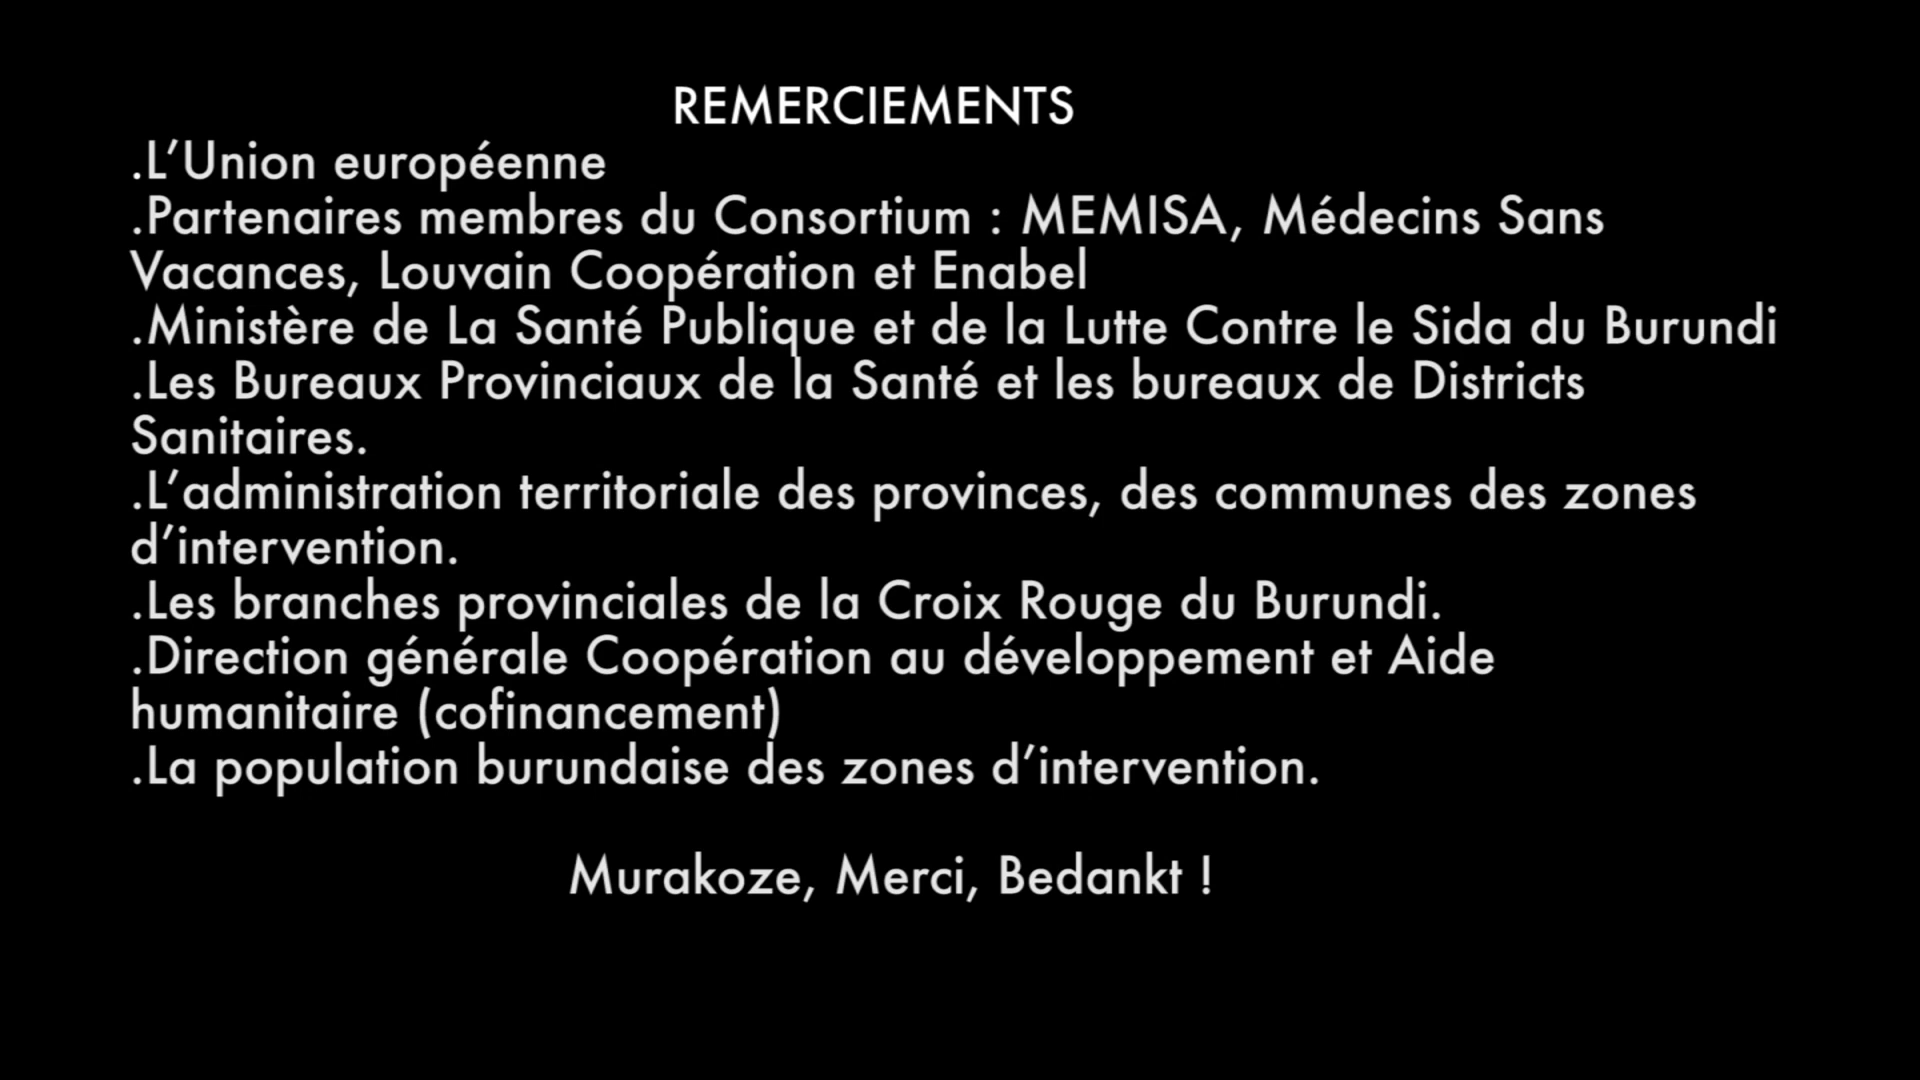 REMERCIEMENTS
.L’Union européenne
.Partenaires membres du Consortium : MEMISA, Médecins Sans
Vacances, Louvain Coopération et Enabel
.Ministère de La Santé Publique et de la Lutte Contre le Sida du Burundi
.Les Bureaux Provinciaux de la Santé et les bureaux de Districts
Sanitaires.
.L’administration territoriale des provinces, des communes des zones
d’intervention.
.Les branches provinciales de la Croix Rouge du Burundi.
.Direction générale Coopération au développement et Aide
humanitaire (cofinancement)
.La population burundaise des zones d’intervention.
Murakoze, Merci, Bedankt !